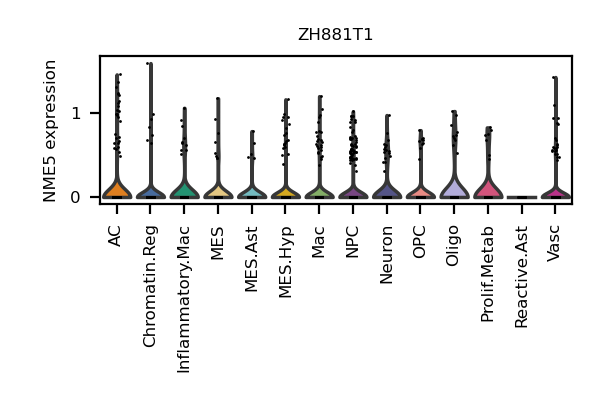 ZH881T1
NME5 expression
1
0
AC
Chromatin.Reg
Inflammatory.Mac
MES
MES.Ast
MES.Hyp
Mac
NPC
Neuron
OPC
Oligo
Prolif.Metab
Reactive.Ast
Vasc